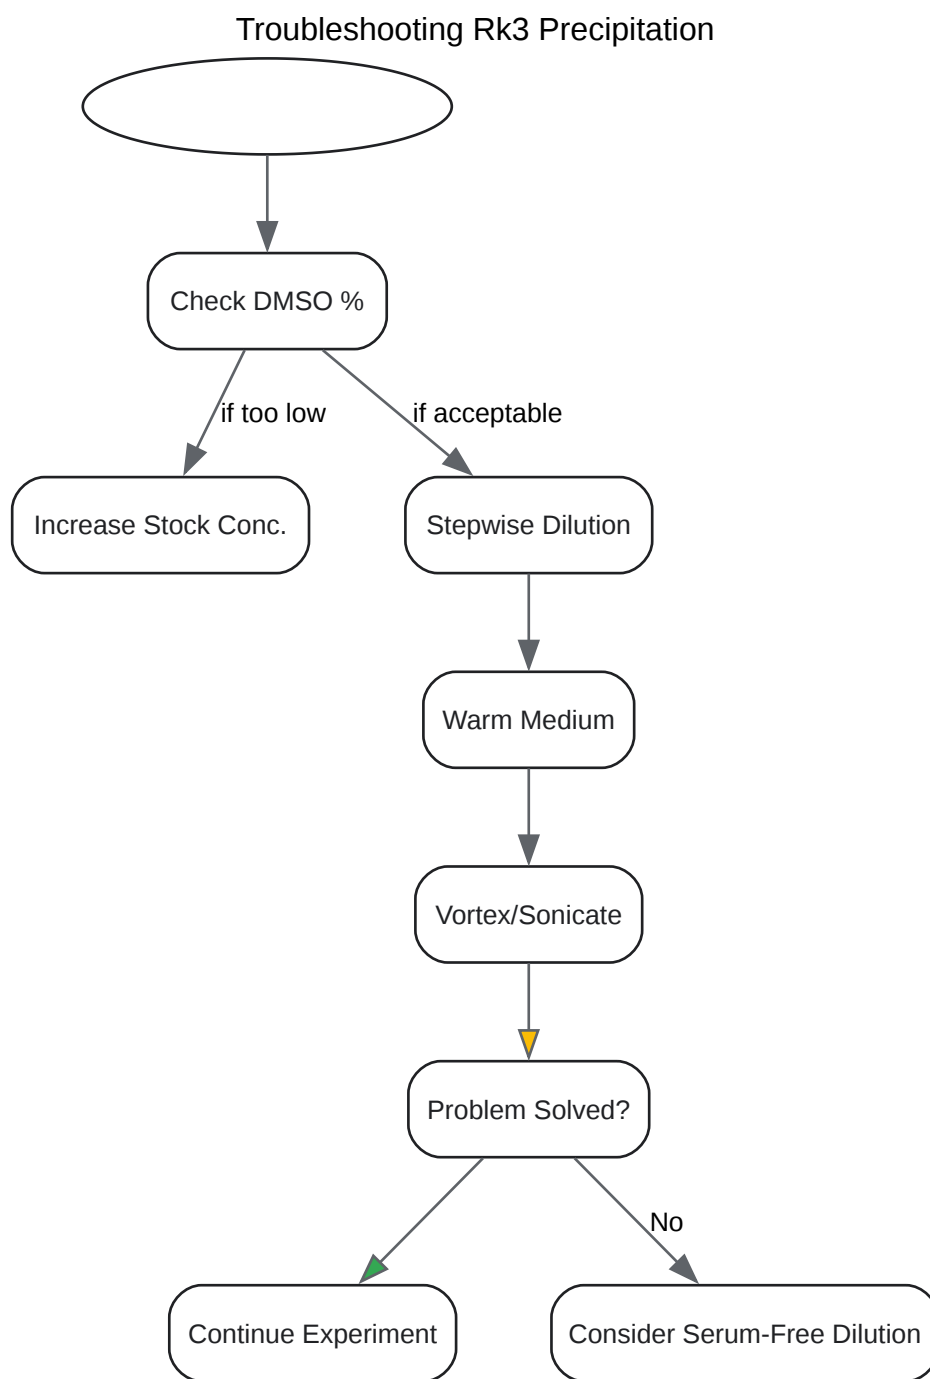 Troubleshooting Rk3 Precipitation
Check DMSO %
if too low
if acceptable
Increase Stock Conc.
Stepwise Dilution
Warm Medium
Vortex/Sonicate
Problem Solved?
No
Continue Experiment
Consider Serum-Free Dilution